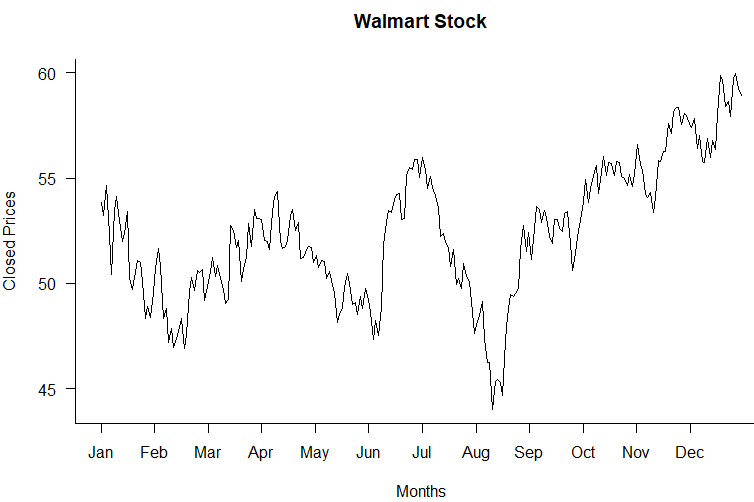 Walmart Stock
Closed Prices
60
55
50
45
Jan Feb Mar Apr May Jun Jul Aug Sep Oct Nov Dec
Months